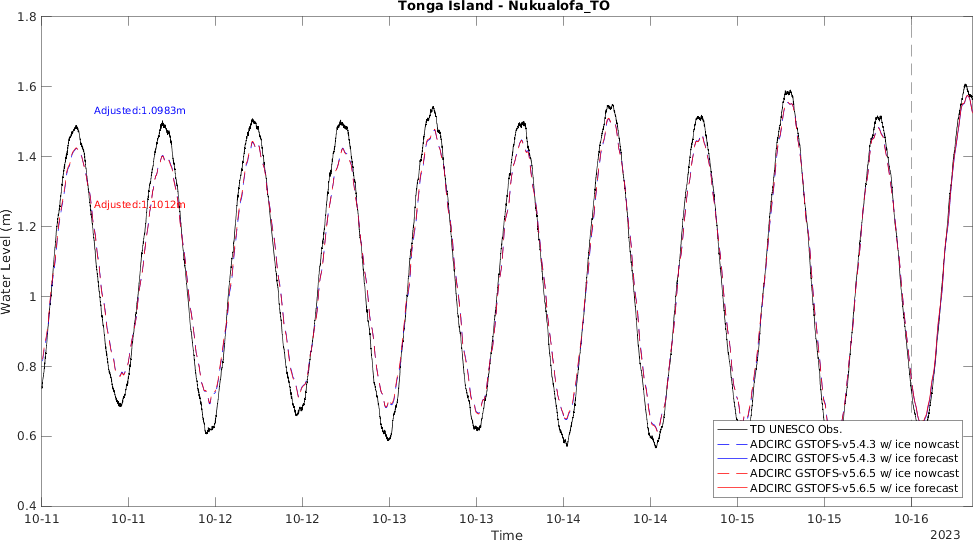 Tonga Island - Nukualofa_TO
1.8
1.6
1.4
1.2
1
0.8
0.6
0.4
Water Level (m)
Adjusted:1.0983m
Adjusted:1.1012m
TD UNESCO Obs.
ADCIRC GSTOFS-v5.4.3 w/ ice nowcast
ADCIRC GSTOFS-v5.4.3 w/ ice forecast
ADCIRC GSTOFS-v5.6.5 w/ ice nowcast
ADCIRC GSTOFS-v5.6.5 w/ ice forecast
10-11 10-11 10-12 10-12 10-13 10-13 10-14 10-14 10-15 10-15 10-16
Time
2023